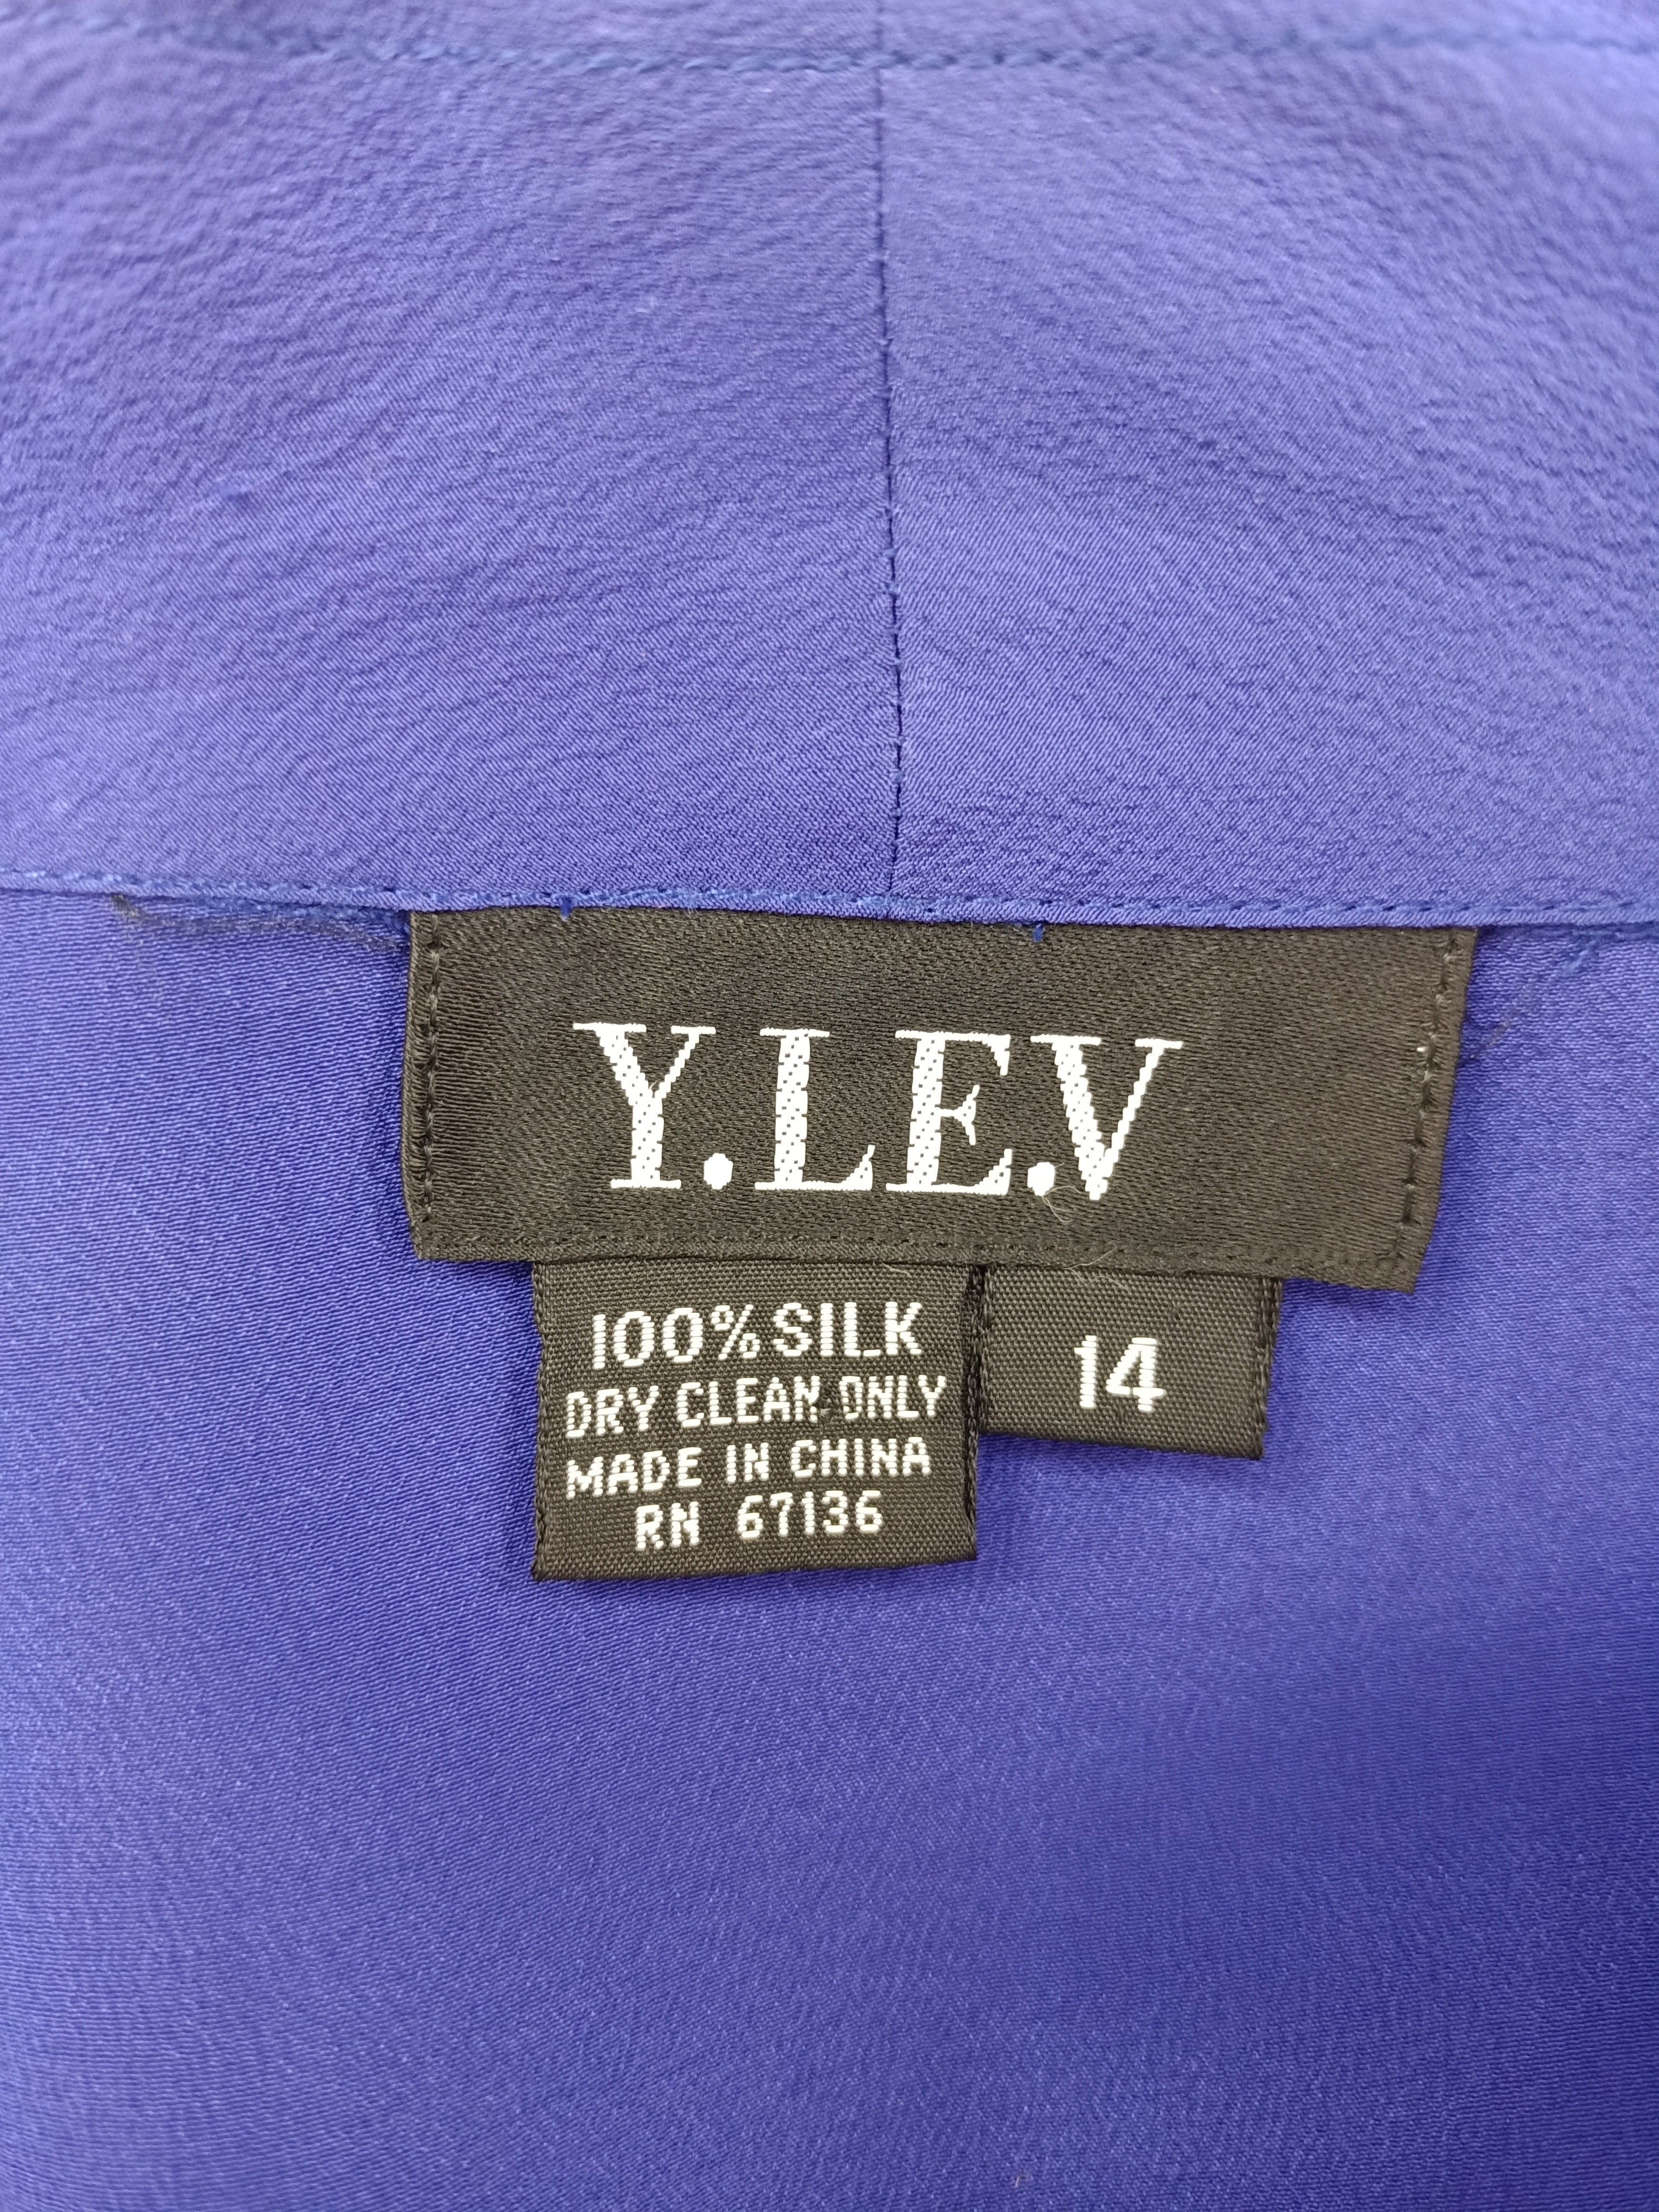 Y.LE.V
100% SILK
DRY CLEAN ONLY
MADE IN CHINA
RN 67136
14